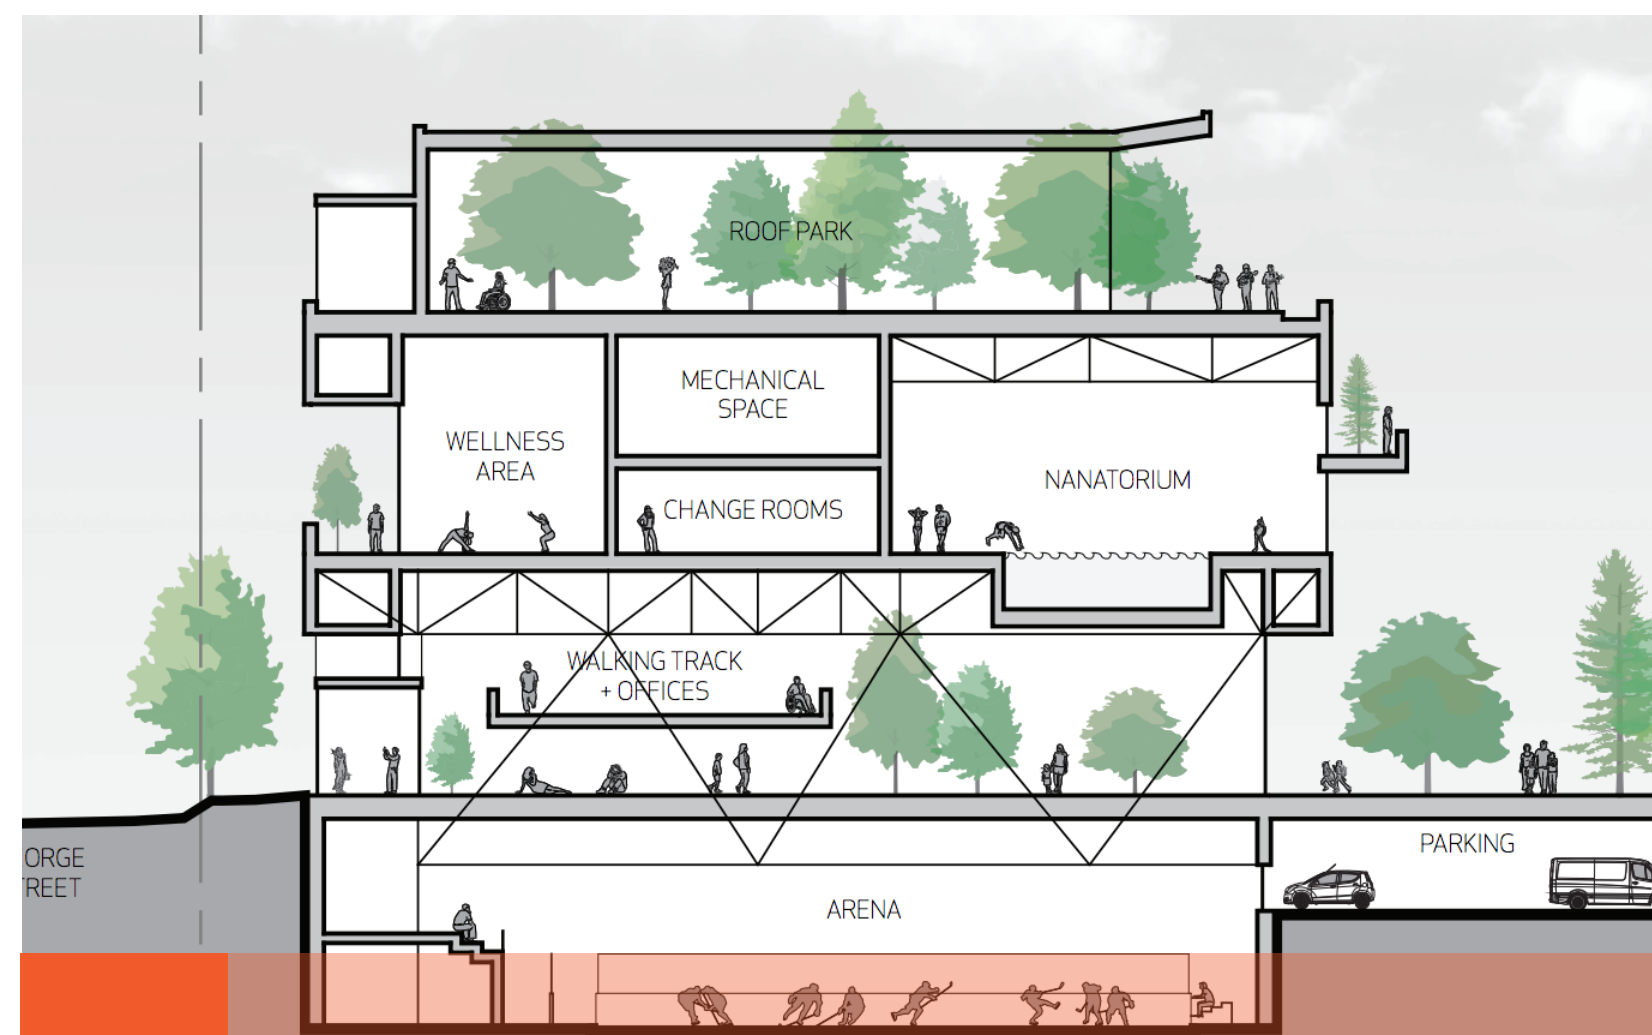 ROOF PARK
MECHANICAL
SPACE
WELLNESS
AREA
NANATORIUM
CHANGE ROOMS
WALKING TRACK
+ OFFICES
PARKING
ORGE
TREET
ARENA